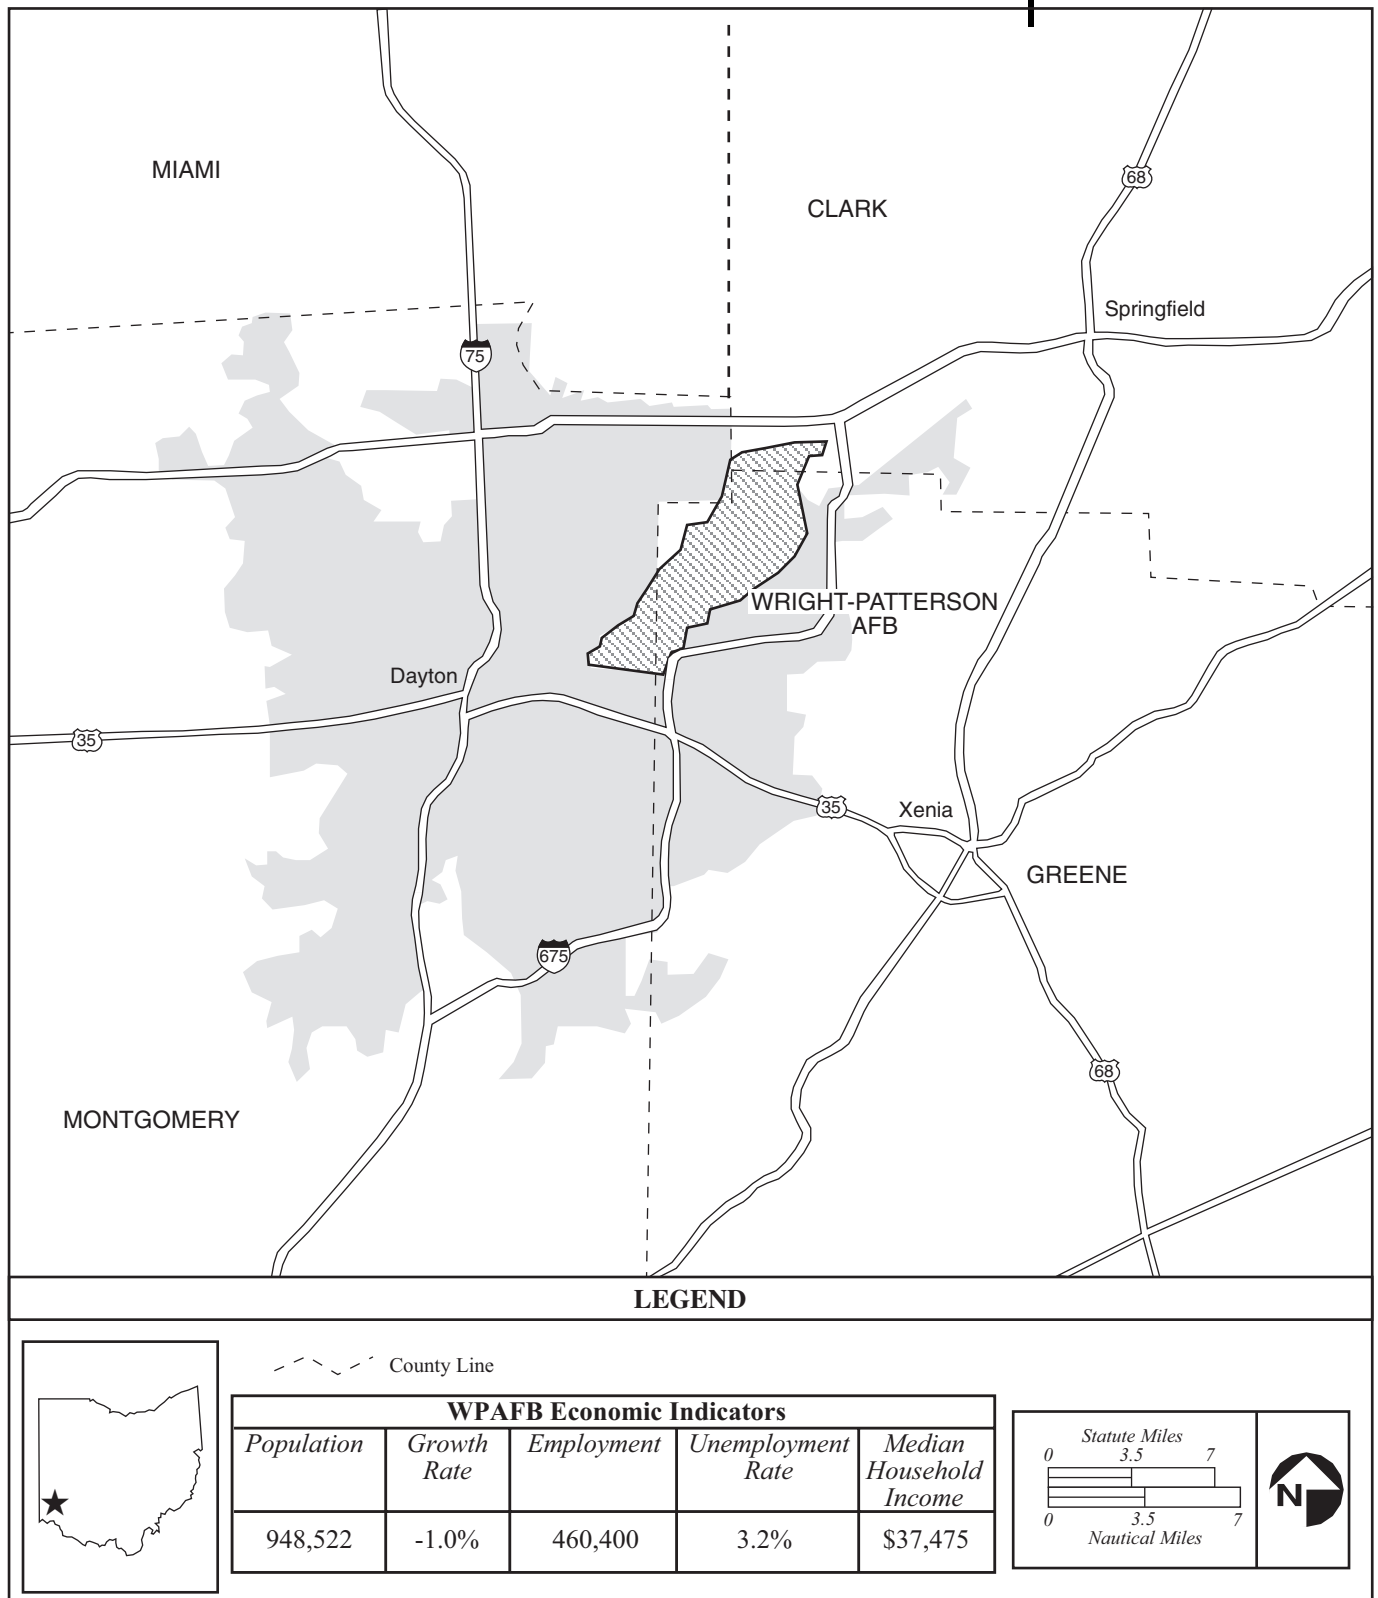 MIAMI
68
CLARK
Springfield
75
WRIGHT-PATTERSON
AFB
Dayton
35
35
Xenia
GREENE
675
68
MONTGOMERY
LEGEND
County Line
WPAFB Economic Indicators
Population Growth Rate Employment Unemployment Rate Median Household Income
948,522 -1.0% 460,400 3.2% $37,475
Statute Miles
0 3.5 7
0 3.5 7
Nautical Miles
N